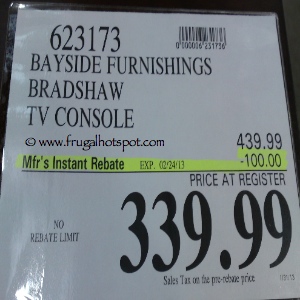 623173
0000006231736
BAYSIDE FURNISHINGS
BRADSHAW
TV CONSOLE
www.frugalhotspot.com
439.99
Mfr's Instant Rebate EXP. 02/24/13 -100.00
PRICE AT REGISTER
NO
REBATE LIMIT
339.99
Sales Tax on the pre-rebate price